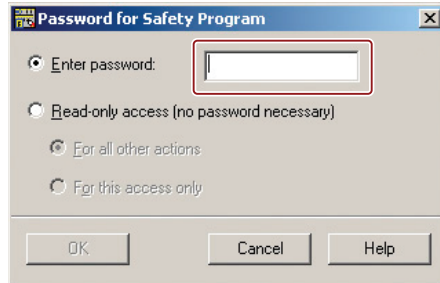 Password for Safety Program
Enter password:
Read-only access (no password necessary)
For all other actions
For this access only
OK Cancel Help